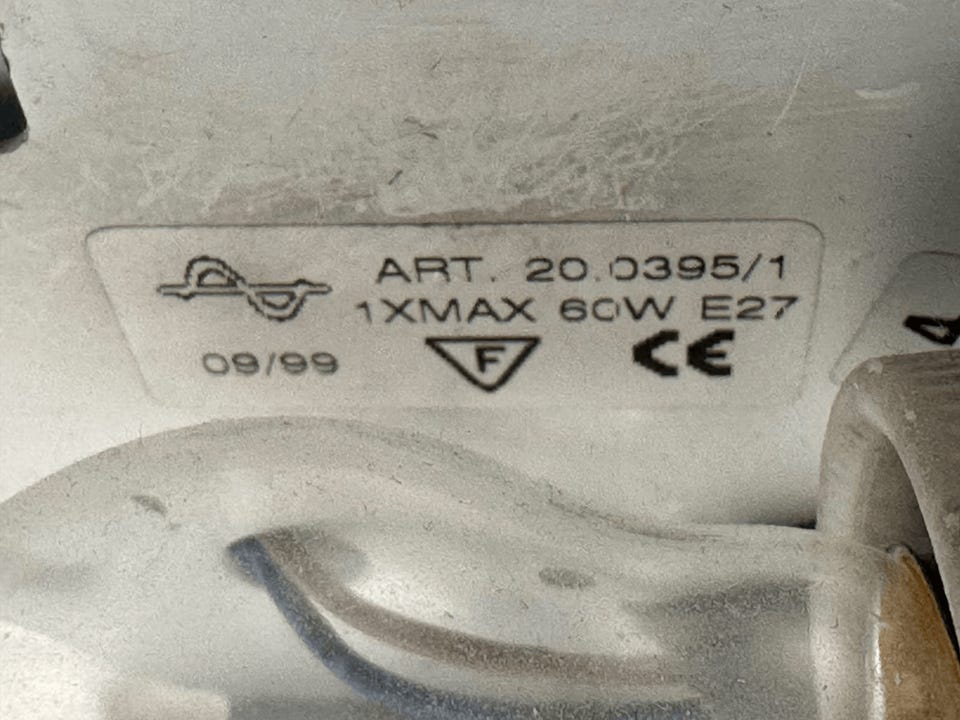 ART. 20.0395/1
1XMAX 60W E27
09/99 F CE